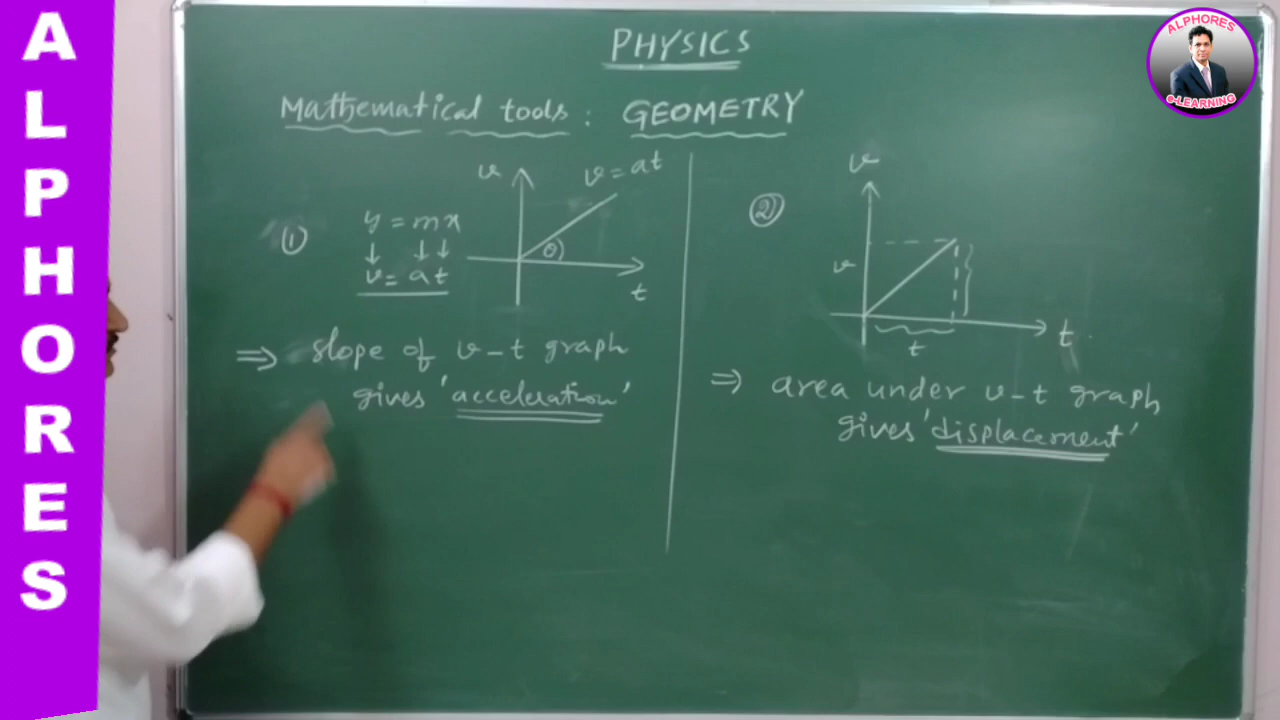 ALPHORES
ALPHORES
e-LEARNING
PHYSICS
Mathematical tools : GEOMETRY
①
y = mx
↓ ↓ ↓
v = at
v
v = at
θ
t
⇒ slope of v-t graph
gives 'acceleration'
②
v
v
t
t
⇒ area under v-t graph
gives 'displacement'